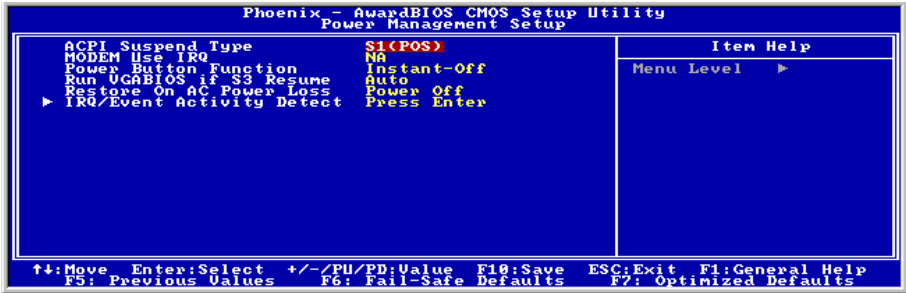 Phoenix - AwardBIOS CMOS Setup Utility
Power Management Setup
ACPI Suspend Type S1(POS)
MODEM Use IRQ NA
Power Button Function Instant-Off
Run VGABIOS if S3 Resume Auto
Restore On AC Power Loss Power Off
► IRQ/Event Activity Detect Press Enter
Item Help
Menu Level ►
↑↓:Move Enter:Select +/-/PU/PD:Value F10:Save ESC:Exit F1:General Help
F5: Previous Values F6: Fail-Safe Defaults F7: Optimized Defaults